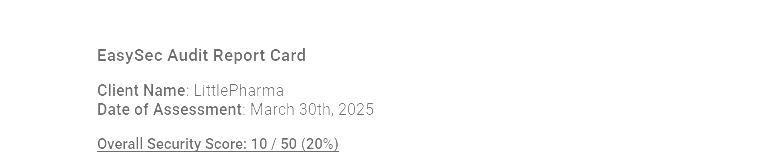 EasySec Audit Report Card
Client Name: LittlePharma
Date of Assessment: March 30th, 2025
Overall Security Score: 10 / 50 (20%)